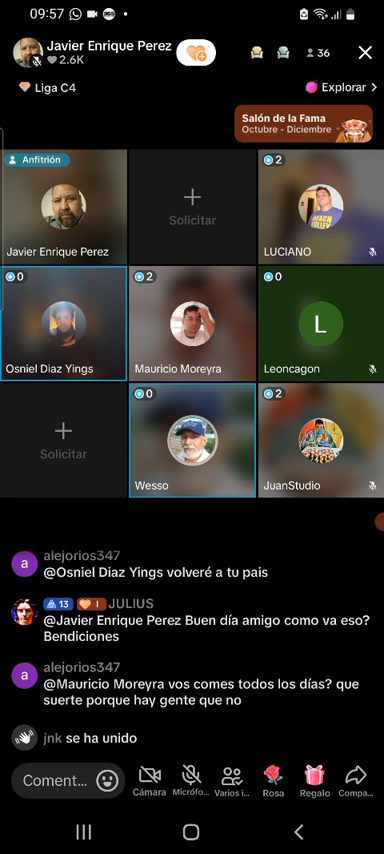 09:57
Javier Enrique Perez
2.6K
36
Liga C4
Explorar
Salón de la Fama
Octubre - Diciembre
Anfitrión
Javier Enrique Perez
Solicitar
2
LUCIANO
0
Osniel Diaz Yings
2
Mauricio Moreyra
0
L
Leoncagon
Solicitar
0
Wesso
2
JuanStudio
a
alejorios347
@Osniel Diaz Yings volveré a tu pais
13 I JULIUS
@Javier Enrique Perez Buen día amigo como va eso?
Bendiciones
a
alejorios347
@Mauricio Moreyra vos comes todos los días? que
suerte porque hay gente que no
jnk se ha unido
Coment...
Cámara
Micrófo...
Varios i...
Rosa
Regalo
Compa...